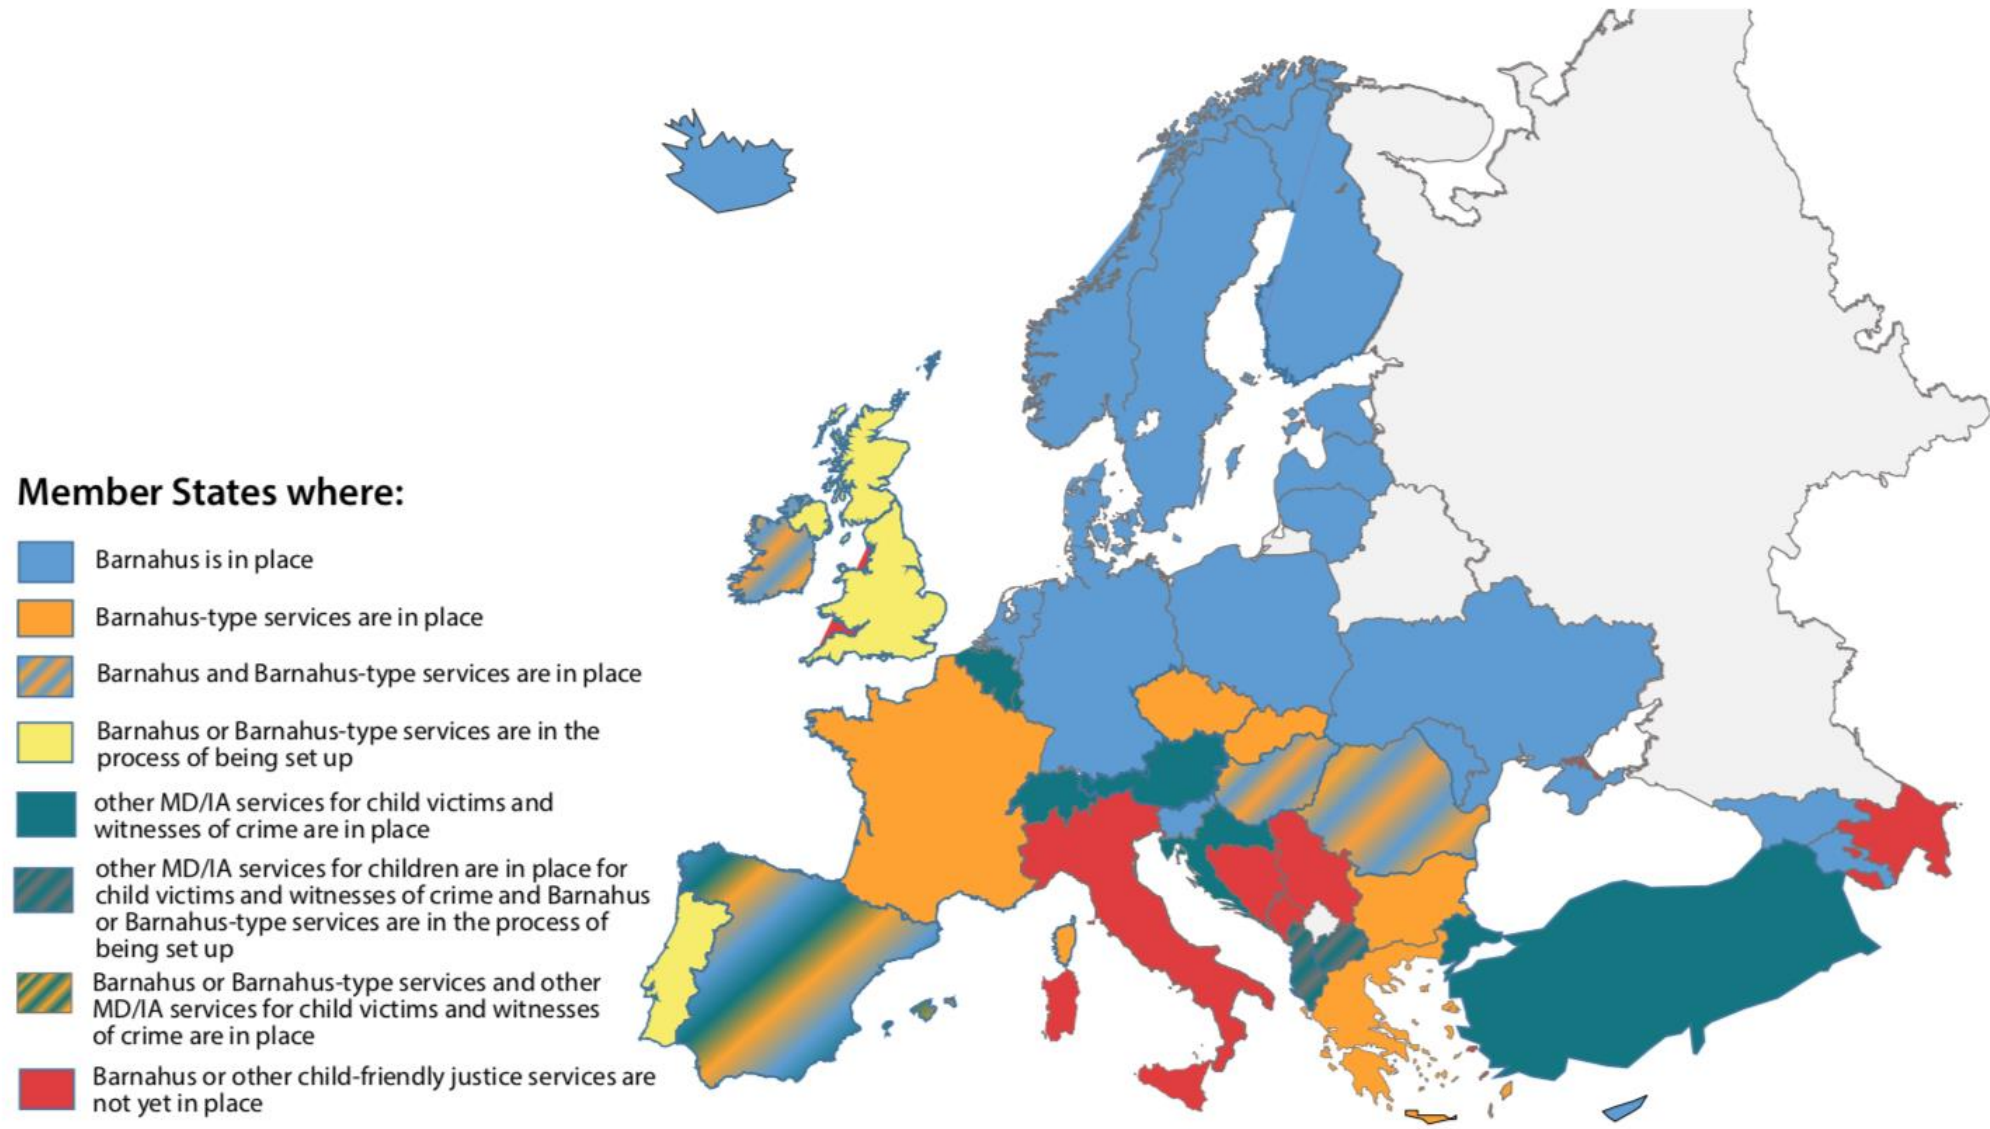 Member States where:
Barnahus is in place
Barnahus-type services are in place
Barnahus and Barnahus-type services are in place
Barnahus or Barnahus-type services are in the
process of being set up
other MD/IA services for child victims and
witnesses of crime are in place
other MD/IA services for children are in place for
child victims and witnesses of crime and Barnahus
or Barnahus-type services are in the process of
being set up
Barnahus or Barnahus-type services and other
MD/IA services for child victims and witnesses
of crime are in place
Barnahus or other child-friendly justice services are
not yet in place